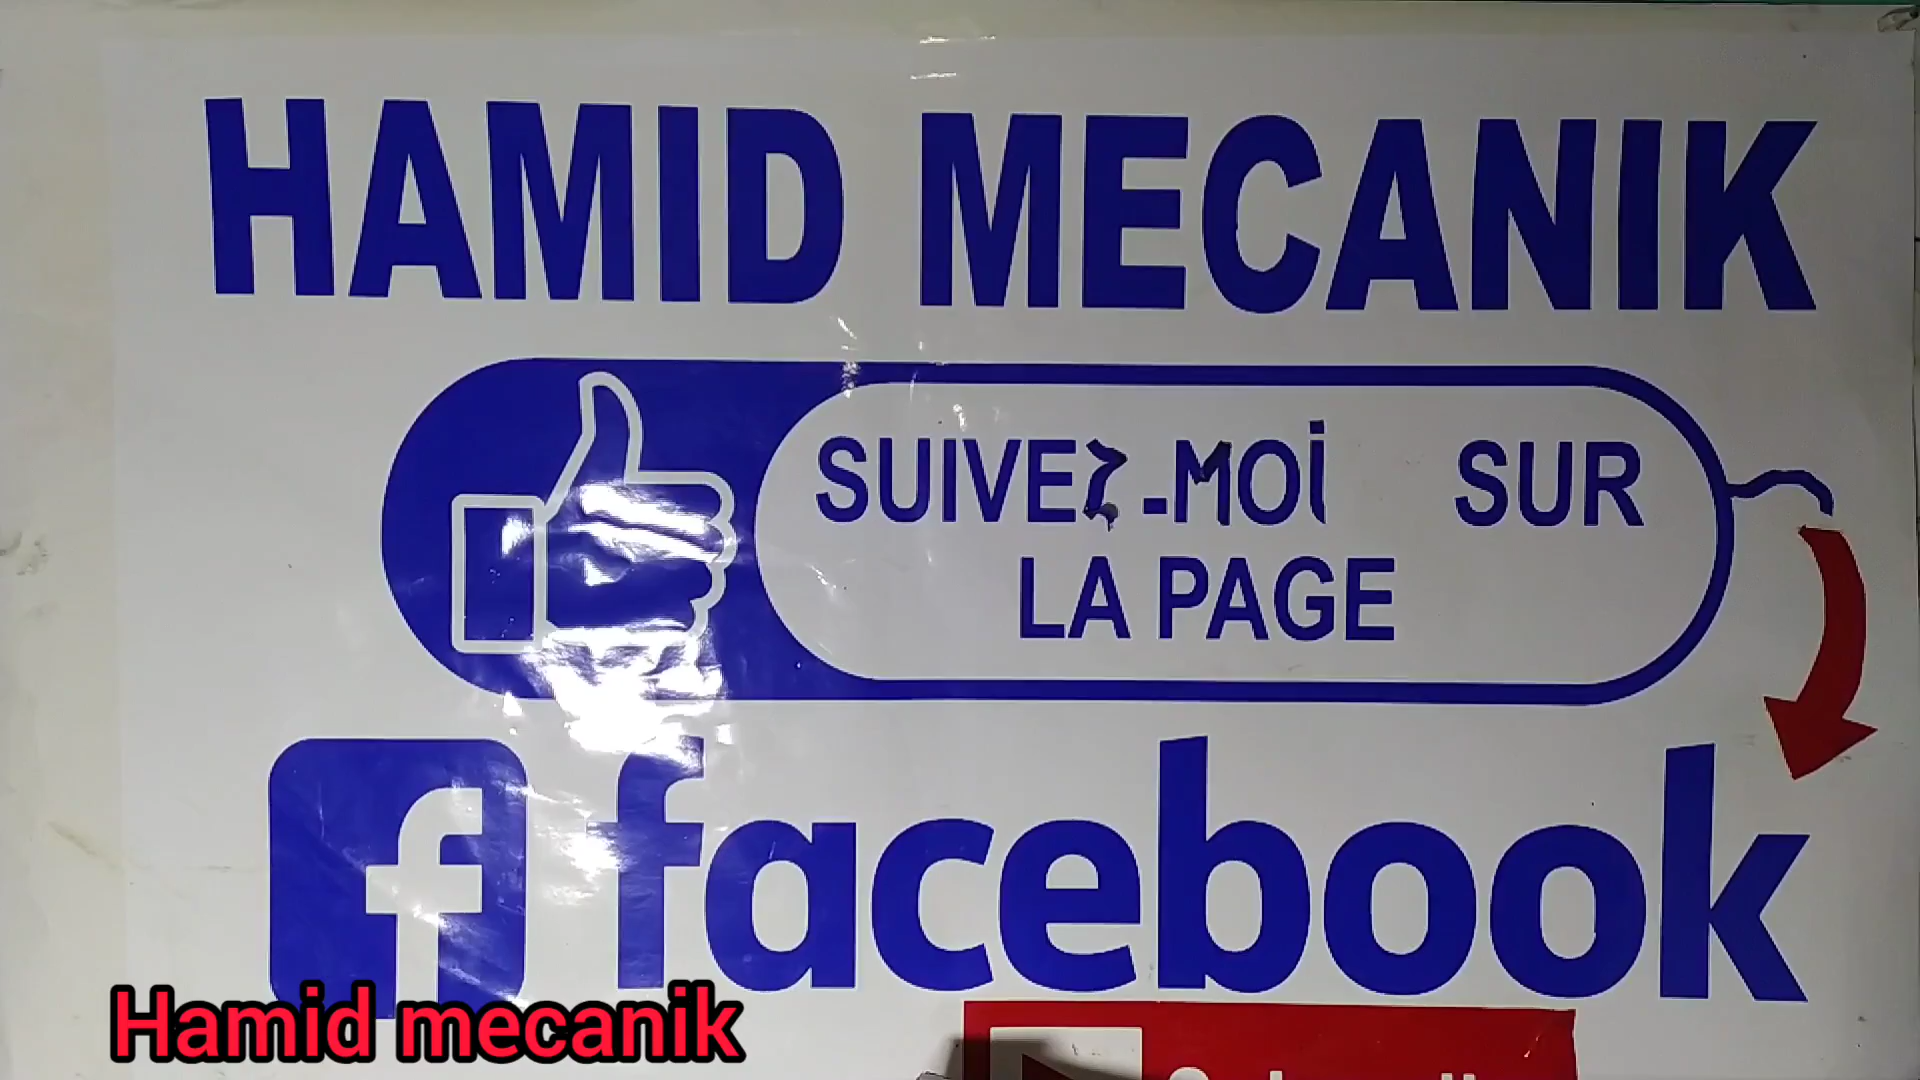 HAMID MECANIK
SUIVEZ-MOi SUR
LA PAGE
f facebook
Hamid mecanik